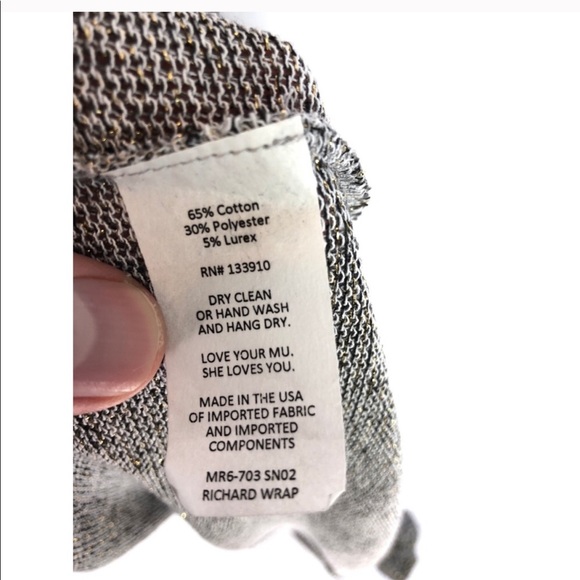 65% Cotton
30% Polyester
5% Lurex
RN# 133910
DRY CLEAN
OR HAND WASH
AND HANG DRY.
LOVE YOUR MU.
SHE LOVES YOU.
MADE IN THE USA
OF IMPORTED FABRIC
AND IMPORTED
COMPONENTS
MR6-703 SN02
RICHARD WRAP